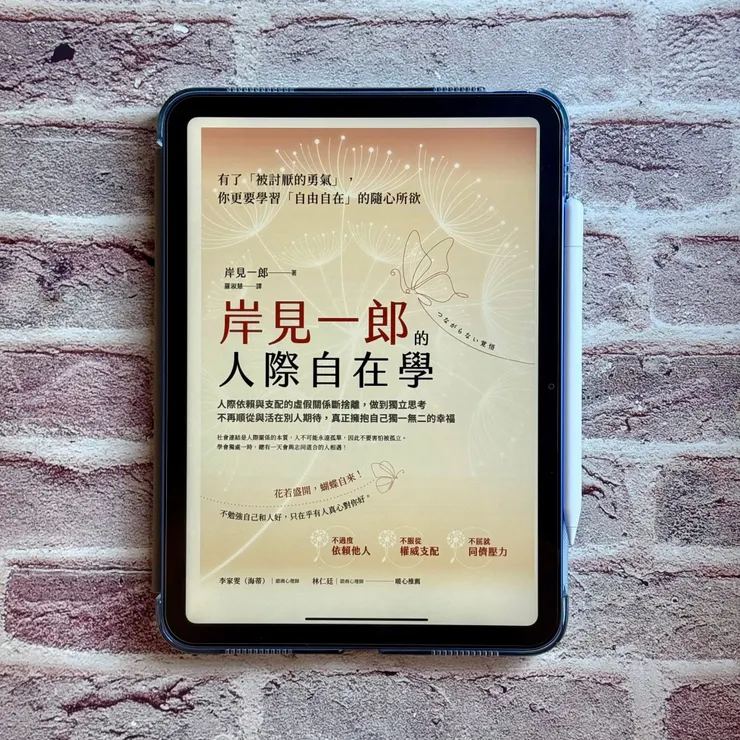 有了「被討厭的勇氣」，
你更要學習「自由自在」的隨心所欲
岸見一郎——著
羅淑慧——譯
岸見一郎的
人際自在學
つながらない覚悟
人際依賴與支配的虛假關係斷捨離，做到獨立思考
不再順從與活在別人期待，真正擁抱自己獨一無二的幸福
社會連結是人際關係的本質，人不可能永遠孤單，因此不要害怕被孤立。
學會獨處一時，總有一天會與志同道合的人相遇！
花若盛開，蝴蝶自來！
不勉強自己和人好，只在乎有人真心對你好。
不過度
依賴他人
不服從
權威支配
不屈就
同儕壓力
李家雯（海蒂）｜諮商心理師 林仁廷｜諮商心理師——暖心推薦